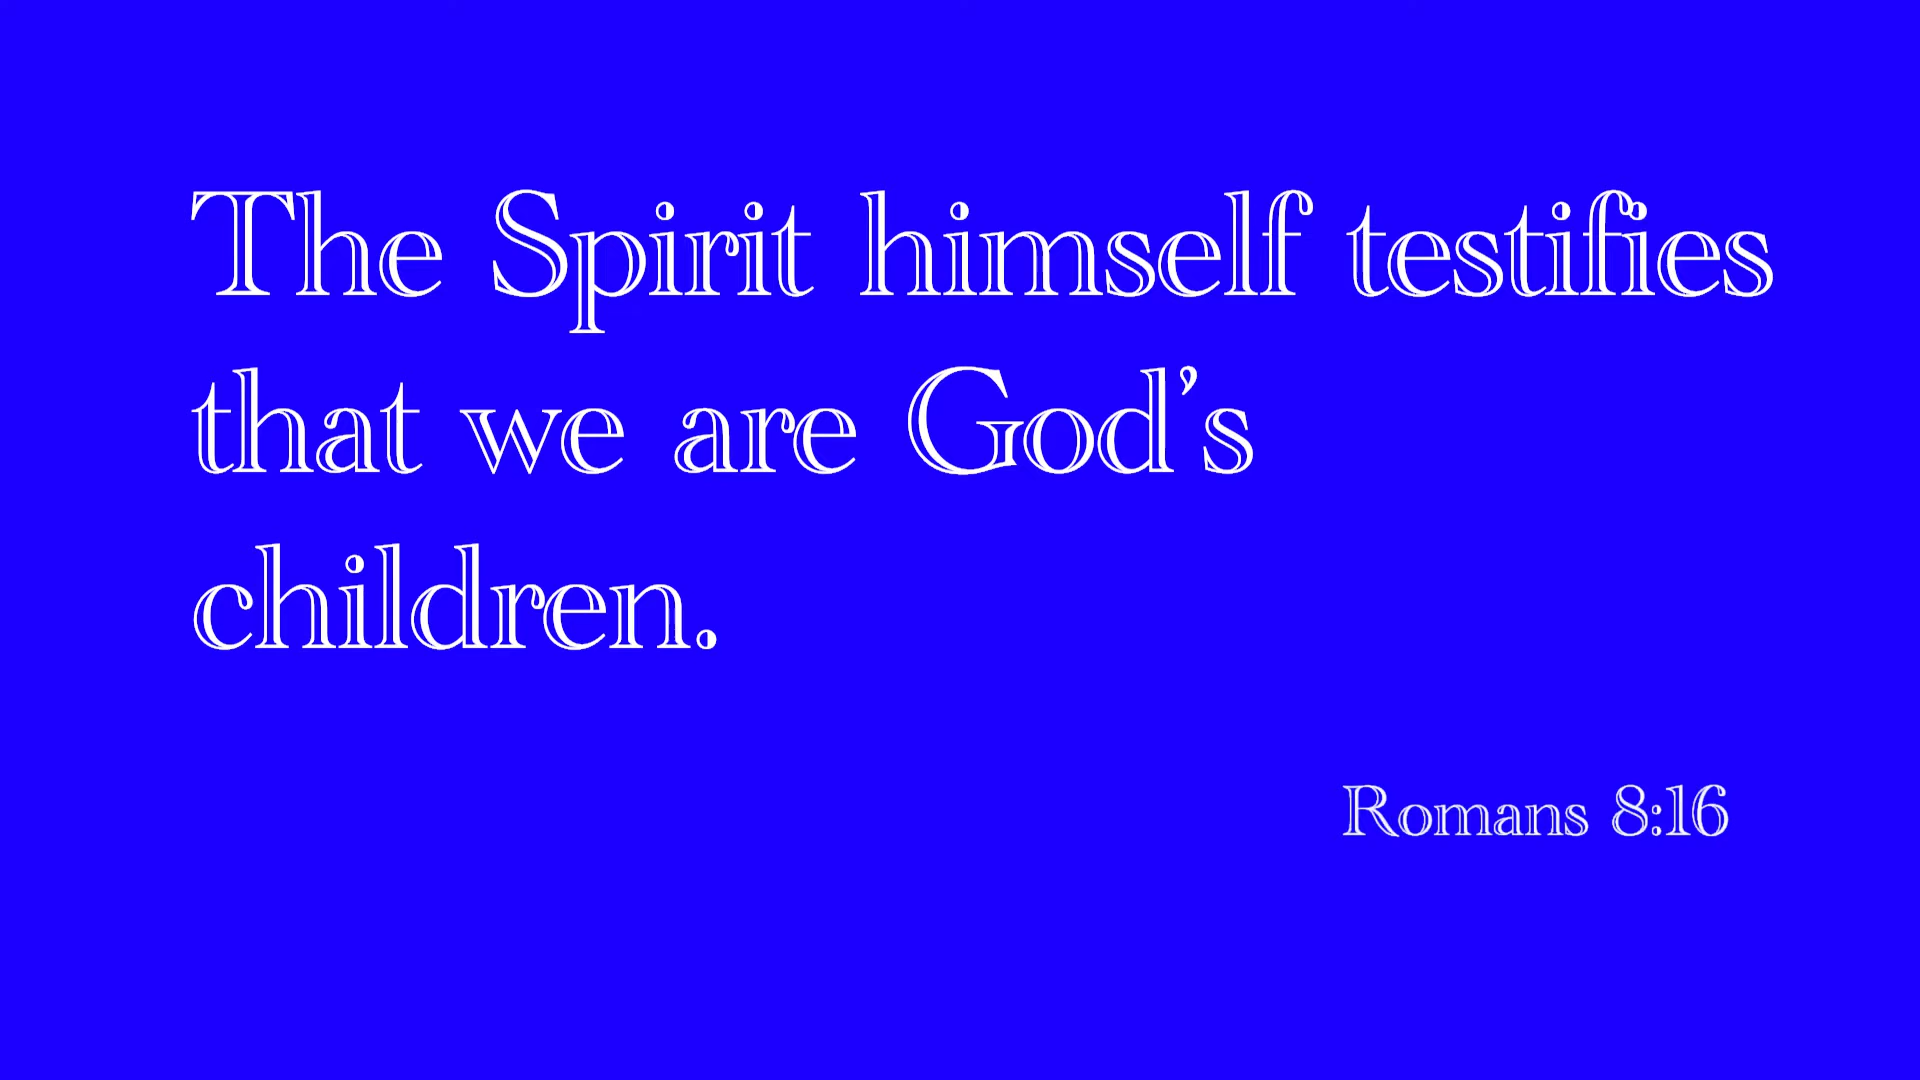 The Spirit himself testifies
that we are God’s
children.
Romans 8:16